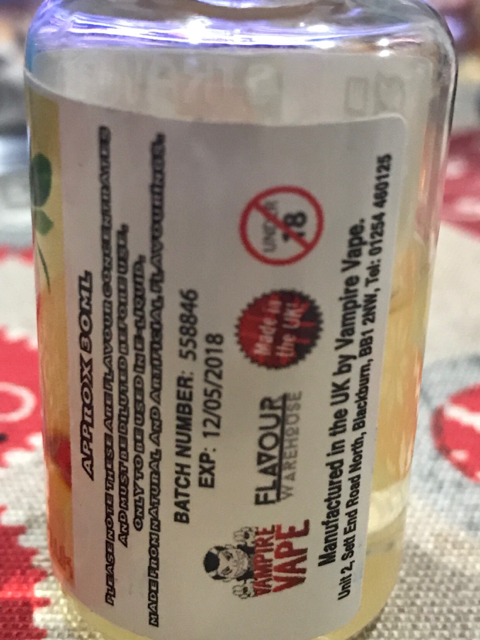 APPROX 30ML
PLEASE NOTE THESE ARE FLAVOUR CONCENTRATES
AND MUST BE DILUTED BEFORE USE.
ONLY TO BE USED IN E-LIQUID.
MADE FROM NATURAL AND ARTIFICIAL FLAVOURINGS.
BATCH NUMBER: 558846
EXP: 12/05/2018
VAMPIRE
VAPE
FLAVOUR
WAREHOUSE
Made in
the UK!
UNDER
18
Manufactured in the UK by Vampire Vape.
Unit 2, Sett End Road North, Blackburn, BB1 2NW, Tel: 01254 460125